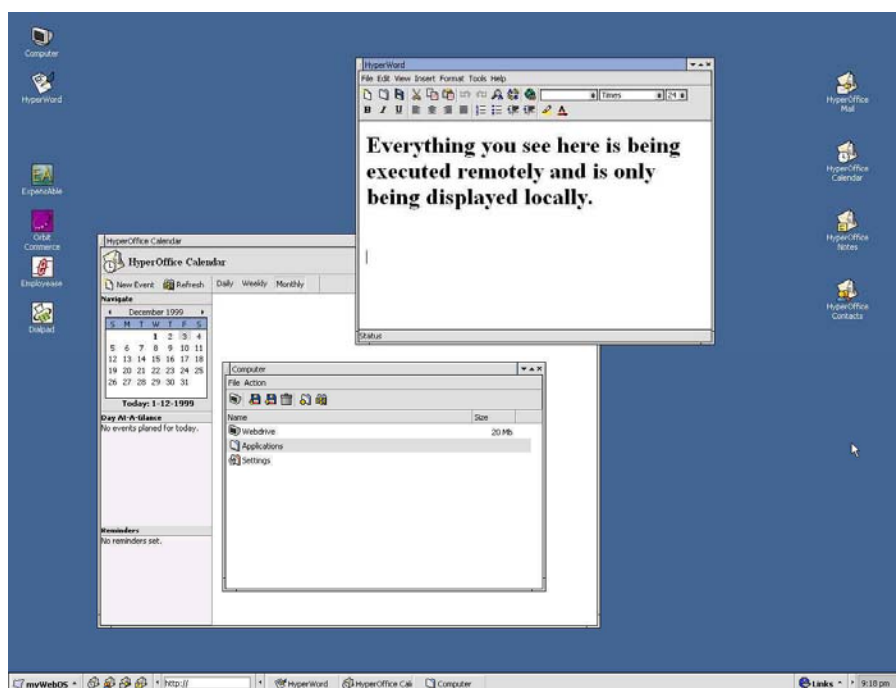 Computer
HyperWord
ExpensAble
Orbit
Commerce
Employease
Dialpad
HyperOffice
Mail
HyperOffice
Calendar
HyperOffice
Notes
HyperOffice
Contacts
HyperWord
File Edit View Insert Format Tools Help
Times
24
B I U
A
Everything you see here is being
executed remotely and is only
being displayed locally.
Status
HyperOffice Calendar
HyperOffice Calendar
New Event Refresh Daily Weekly Monthly
Navigate
December 1999
S M T W T F S
1 2 3 4
5 6 7 8 9 10 11
12 13 14 15 16 17 18
19 20 21 22 23 24 25
26 27 28 29 30 31
Today: 1-12-1999
Day At-A-Glance
No events planed for today.
Reminders
No reminders set.
Computer
File Action
Name Size
Webdrive 20 Mb
Applications
Settings
myWebOS http:// HyperWord HyperOffice Cal Computer Links 9:18 pm